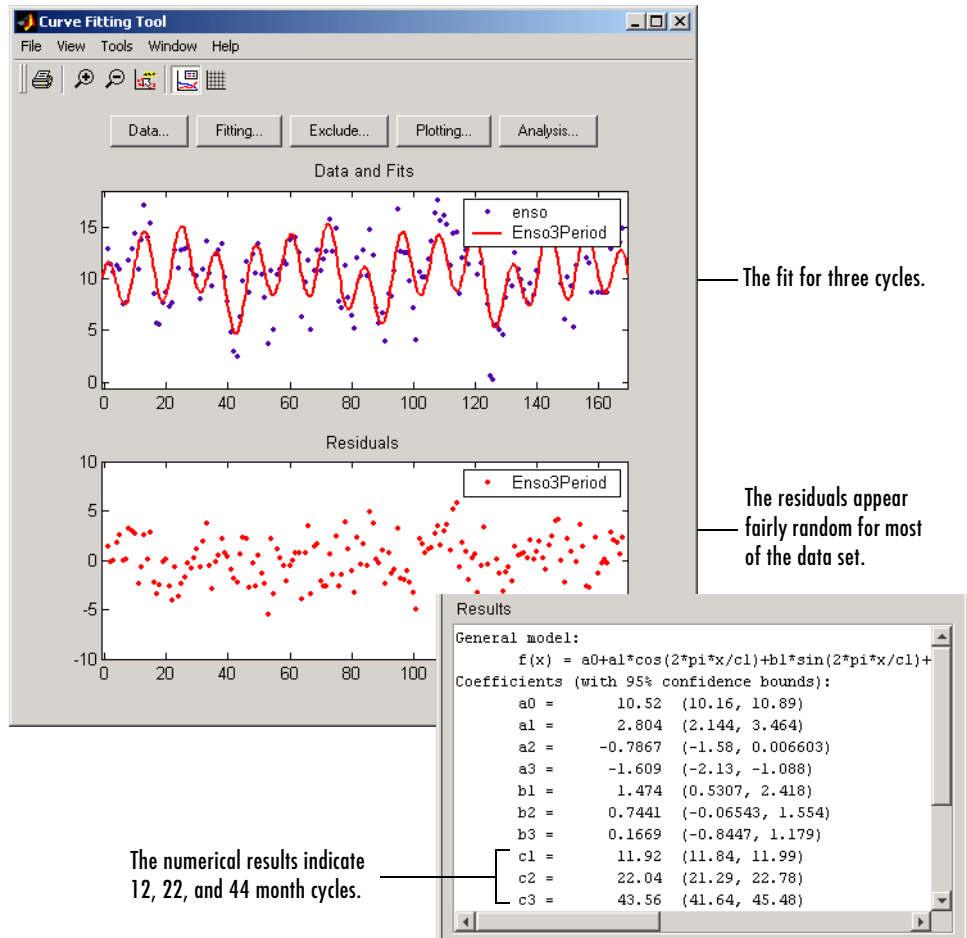 Curve Fitting Tool
File View Tools Window Help
Data... Fitting... Exclude... Plotting... Analysis...
Data and Fits
enso
Enso3Period
15
10
5
0
0 20 40 60 80 100 120 140 160
The fit for three cycles.
Residuals
Enso3Period
10
5
0
-5
-10
0 20 40 60 80 100
The residuals appear
fairly random for most
of the data set.
Results
General model:
f(x) = a0+a1*cos(2*pi*x/c1)+b1*sin(2*pi*x/c1)+
Coefficients (with 95% confidence bounds):
a0 = 10.52 (10.16, 10.89)
a1 = 2.804 (2.144, 3.464)
a2 = -0.7867 (-1.58, 0.006603)
a3 = -1.609 (-2.13, -1.088)
b1 = 1.474 (0.5307, 2.418)
b2 = 0.7441 (-0.06543, 1.554)
b3 = 0.1669 (-0.8447, 1.179)
c1 = 11.92 (11.84, 11.99)
c2 = 22.04 (21.29, 22.78)
c3 = 43.56 (41.64, 45.48)
The numerical results indicate
12, 22, and 44 month cycles.